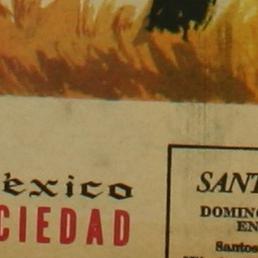 éxico
CIEDAD
SANT
DOMING
EN
Santos